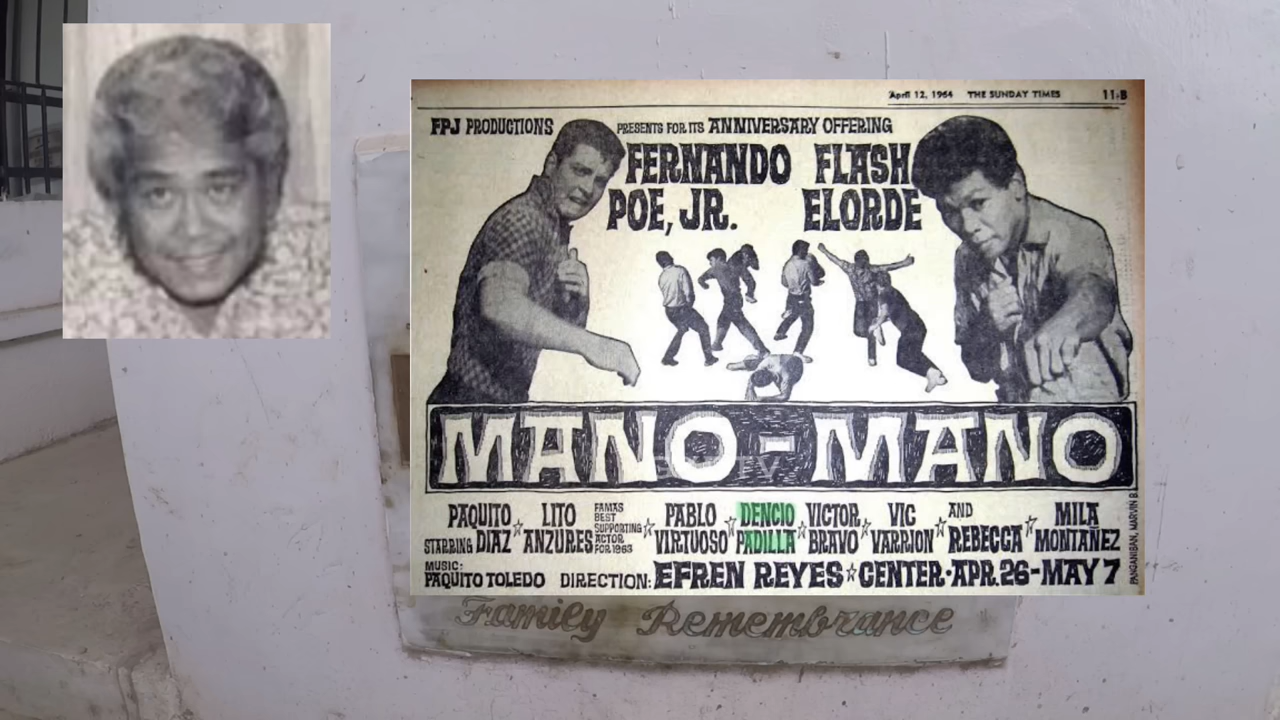 April 12, 1964 THE SUNDAY TIMES 11-B
FPJ PRODUCTIONS PRESENTS FOR ITS ANNIVERSARY OFFERING
FERNANDO POE, JR.
FLASH ELORDE
MANO-MANO
STARRING PAQUITO DIAZ ☆ LITO ANZURES FAMAS BEST SUPPORTING ACTOR FOR 1963 ☆ PABLO VIRTUOSO ☆ DENCIO PADILLA ☆ VICTOR BRAVO ☆ VIC VARRION ☆ AND REBECCA ☆ MILA MONTAÑEZ
MUSIC: PAQUITO TOLEDO DIRECTION: EFREN REYES ☆ CENTER · APR. 26 - MAY 7
PANGANIBAN, MARVIN B.
Family Remembrance